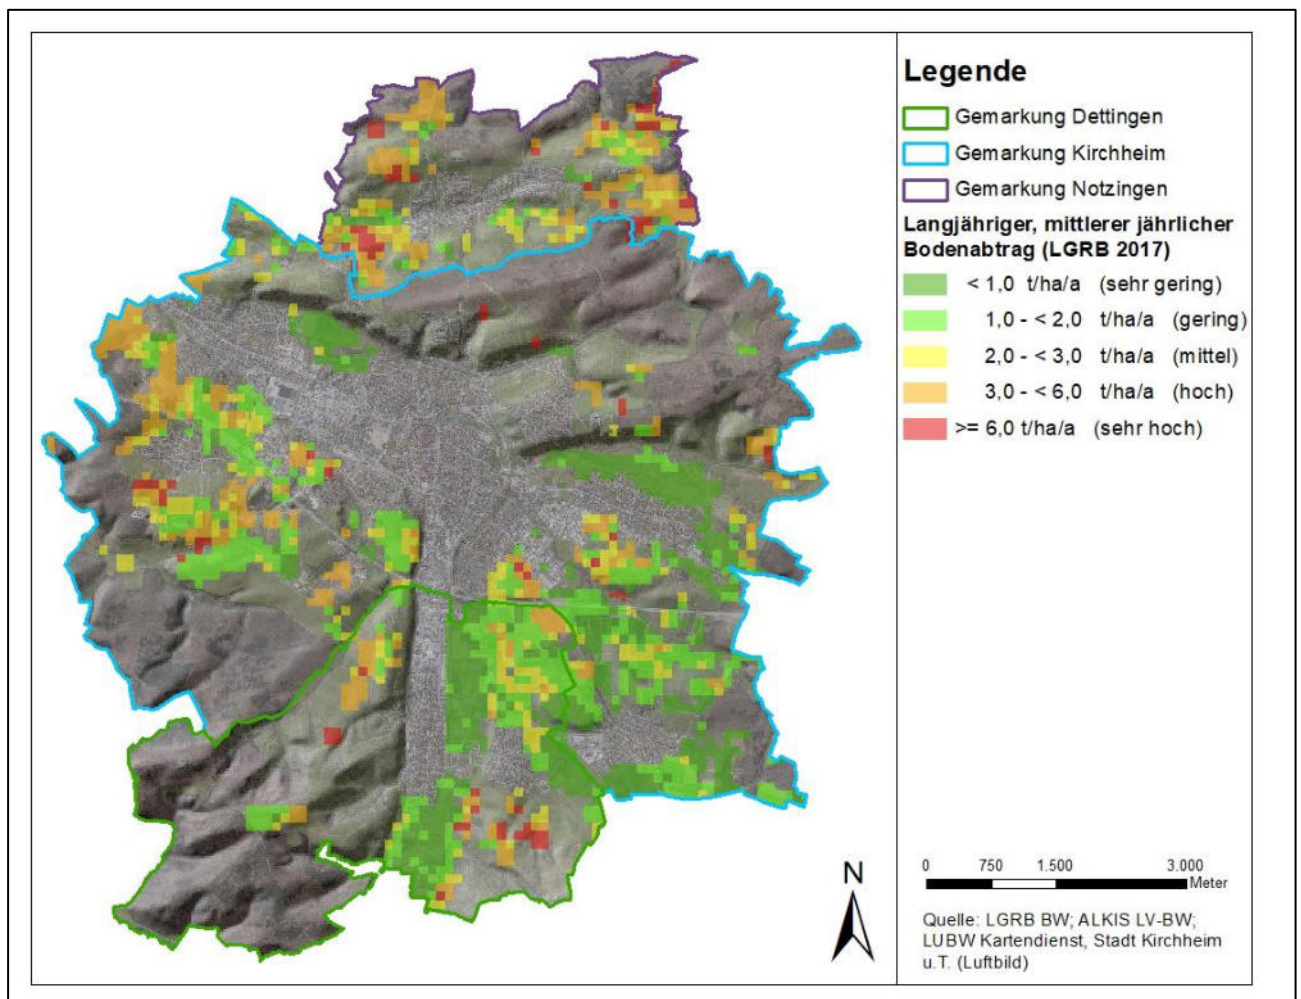 Legende
Gemarkung Dettingen
Gemarkung Kirchheim
Gemarkung Notzingen
Langjähriger, mittlerer jährlicher
Bodenabtrag (LGRB 2017)
< 1,0 t/ha/a (sehr gering)
1,0 - < 2,0 t/ha/a (gering)
2,0 - < 3,0 t/ha/a (mittel)
3,0 - < 6,0 t/ha/a (hoch)
>= 6,0 t/ha/a (sehr hoch)
N
0 750 1.500 3.000
Meter
Quelle: LGRB BW; ALKIS LV-BW;
LUBW Kartendienst, Stadt Kirchheim
u.T. (Luftbild)